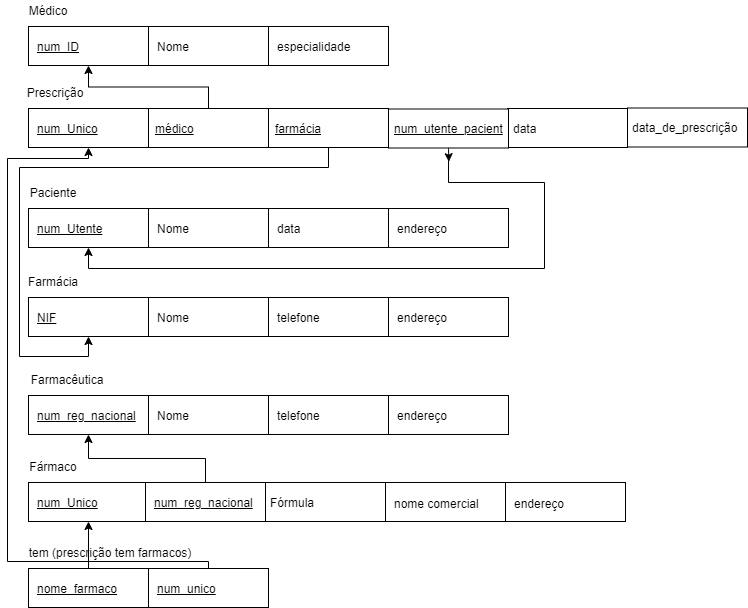 Médico
num_ID Nome especialidade
Prescrição
num_Unico médico farmácia num_utente_pacient data data_de_prescrição
Paciente
num_Utente Nome data endereço
Farmácia
NIF Nome telefone endereço
Farmacêutica
num_reg_nacional Nome telefone endereço
Fármaco
num_Unico num_reg_nacional Fórmula nome comercial endereço
tem (prescrição tem farmacos)
nome_farmaco num_unico